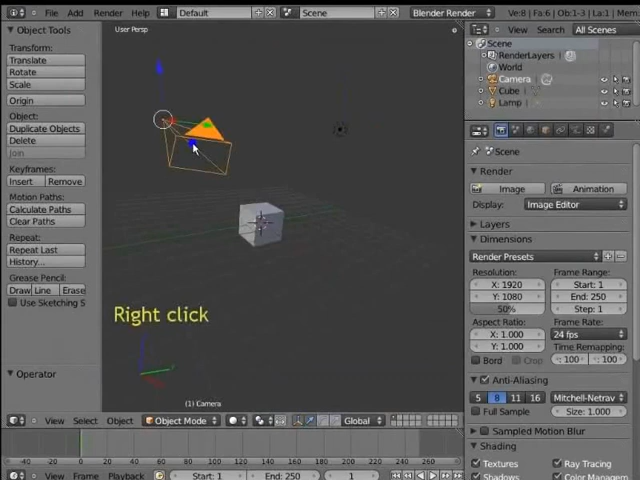 File Add Render Help Default Scene Blender Render Ve:8 | Fa:6 | Ob:1-3 | La:1 | Mem
Object Tools
Transform:
Translate
Rotate
Scale
Origin
Object:
Duplicate Objects
Delete
Join
Keyframes:
Insert Remove
Motion Paths:
Calculate Paths
Clear Paths
Repeat:
Repeat Last
History...
Grease Pencil:
Draw Line Erase
Use Sketching S
Operator
User Persp
Right click
(1) Camera
View Select Object Object Mode Global
-40 -20 0 20 40 60 80 100 120 140 160 180 200 220 240 260
View Frame Playback Start: 1 End: 250 1
View Search All Scenes
Scene
RenderLayers
World
Camera
Cube
Lamp
Scene
Render
Image Animation
Display: Image Editor
Layers
Dimensions
Render Presets
Resolution: Frame Range:
X: 1920 Start: 1
Y: 1080 End: 250
50% Step: 1
Aspect Ratio: Frame Rate:
X: 1.000 24 fps
Y: 1.000 Time Remapping:
Bord Crop : 100 : 100
Anti-Aliasing
5 8 11 16 Mitchell-Netrav
Full Sample Size: 1.000
Sampled Motion Blur
Shading
Textures Ray Tracing
Shadows Color Manageme